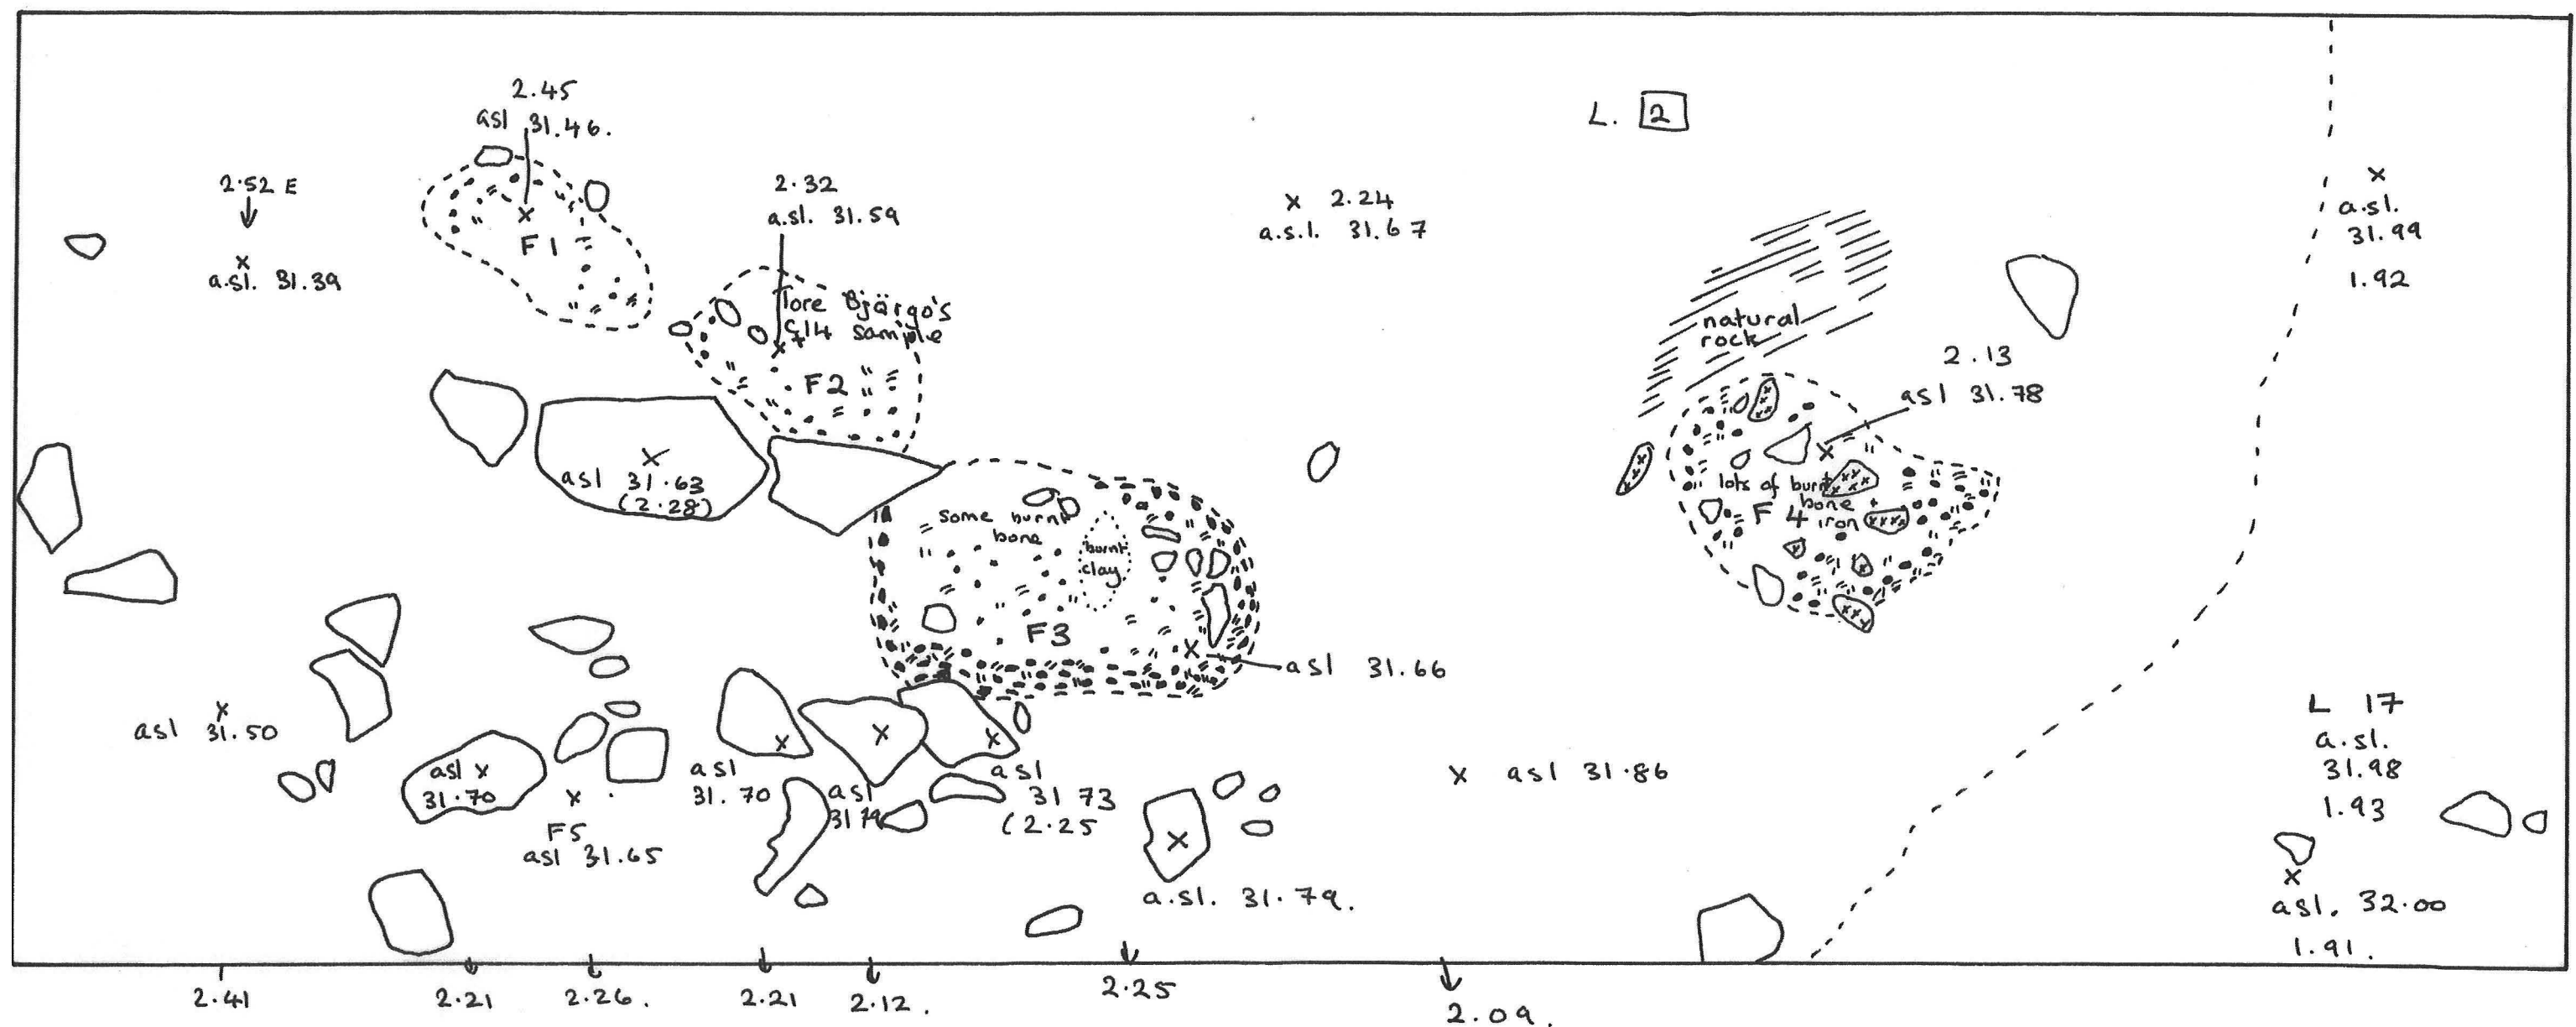 2.45
asl 31.46.
L. 2
2.52 E
a.sl. 31.39
F1
2.32
a.sl. 31.59
Tore Bjärgo's
C14 sample
F2
x 2.24
a.s.l. 31.67
x
a.sl.
31.99
1.92
natural
rock
2.13
asl 31.78
x
asl 31.63
(2.28)
Some burnt
bone
burnt
clay
F3
asl 31.66
lots of burnt
bone +
F4 iron
x
asl 31.50
asl x
31.70
x
F5
asl 31.65
asl
31.70
asl
asl
31 73
(2.25
x
a.sl. 31.79.
x asl 31.86
L 17
a.sl.
31.98
1.93
x
asl. 32.00
1.91.
2.41
2.21
2.26.
2.21
2.12.
2.25
2.09.